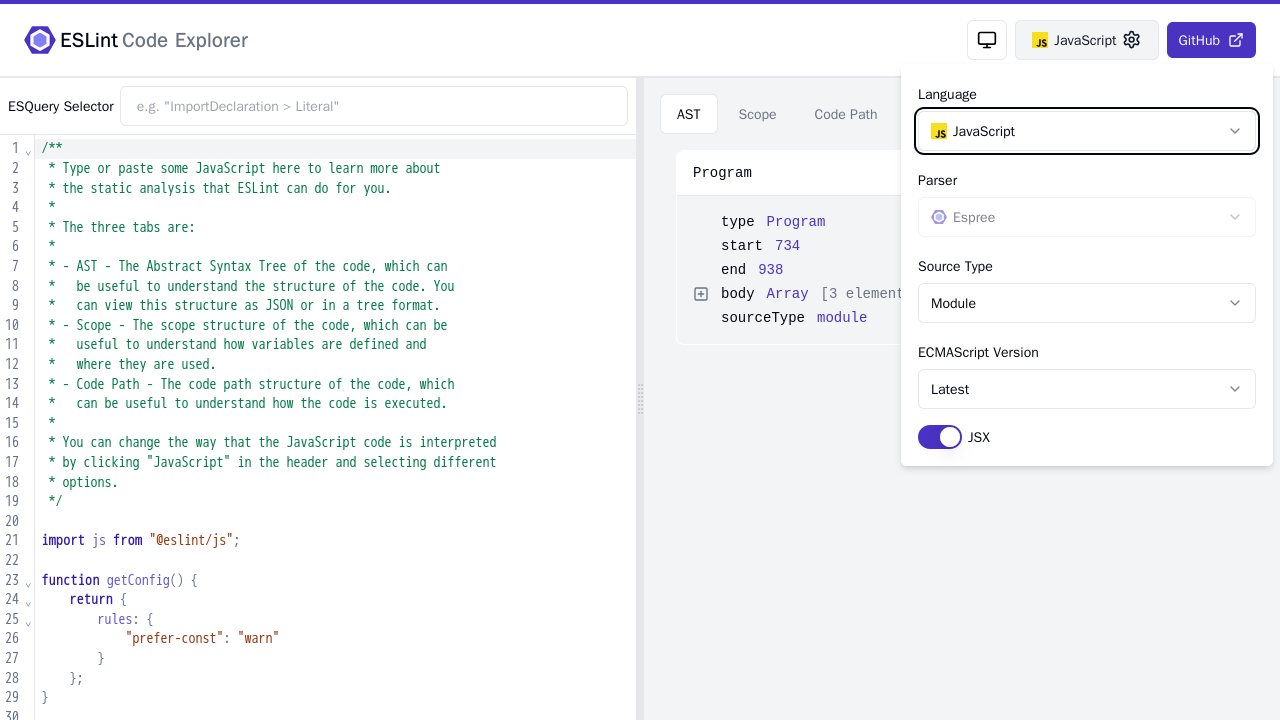 ESLint Code Explorer
JS JavaScript
GitHub
ESQuery Selector
e.g. "ImportDeclaration > Literal"
1 /**
2  * Type or paste some JavaScript here to learn more about
3  * the static analysis that ESLint can do for you.
4  *
5  * The three tabs are:
6  *
7  * - AST - The Abstract Syntax Tree of the code, which can
8  *   be useful to understand the structure of the code. You
9  *   can view this structure as JSON or in a tree format.
10  * - Scope - The scope structure of the code, which can be
11  *   useful to understand how variables are defined and
12  *   where they are used.
13  * - Code Path - The code path structure of the code, which
14  *   can be useful to understand how the code is executed.
15  *
16  * You can change the way that the JavaScript code is interpreted
17  * by clicking "JavaScript" in the header and selecting different
18  * options.
19  */
20
21 import js from "@eslint/js";
22
23 function getConfig() {
24     return {
25         rules: {
26             "prefer-const": "warn"
27         }
28     };
29 }
30
AST
Scope
Code Path
Program
type Program
start 734
end 938
body Array [3 element
sourceType module
Language
JS JavaScript
Parser
Espree
Source Type
Module
ECMAScript Version
Latest
JSX